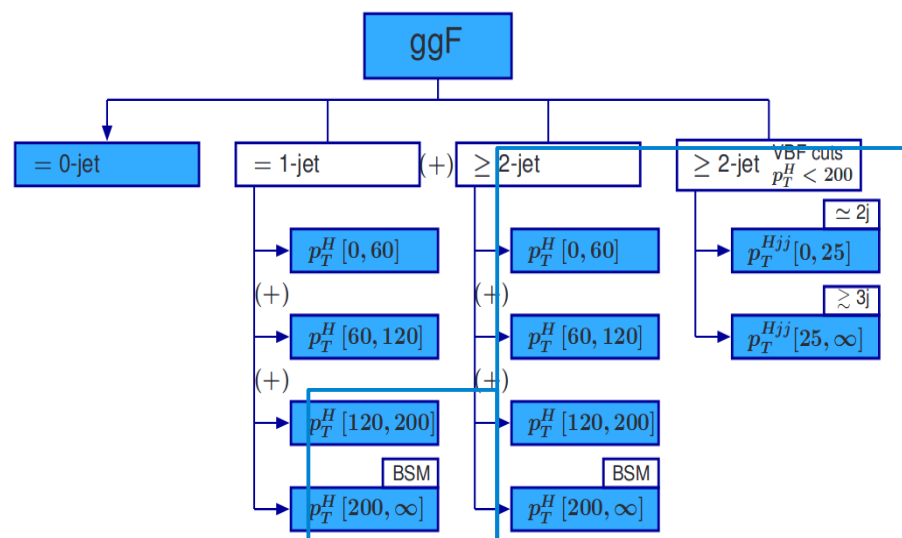 ggF
= 0-jet
= 1-jet
(+)
≥ 2-jet
≥ 2-jet VBF cuts
p_T^H < 200
p_T^H [0, 60]
(+)
p_T^H [60, 120]
(+)
p_T^H [120, 200]
BSM
p_T^H [200, ∞]
p_T^H [0, 60]
(+)
p_T^H [60, 120]
(+)
p_T^H [120, 200]
BSM
p_T^H [200, ∞]
≃ 2j
p_T^{Hjj} [0, 25]
≳ 3j
p_T^{Hjj} [25, ∞]